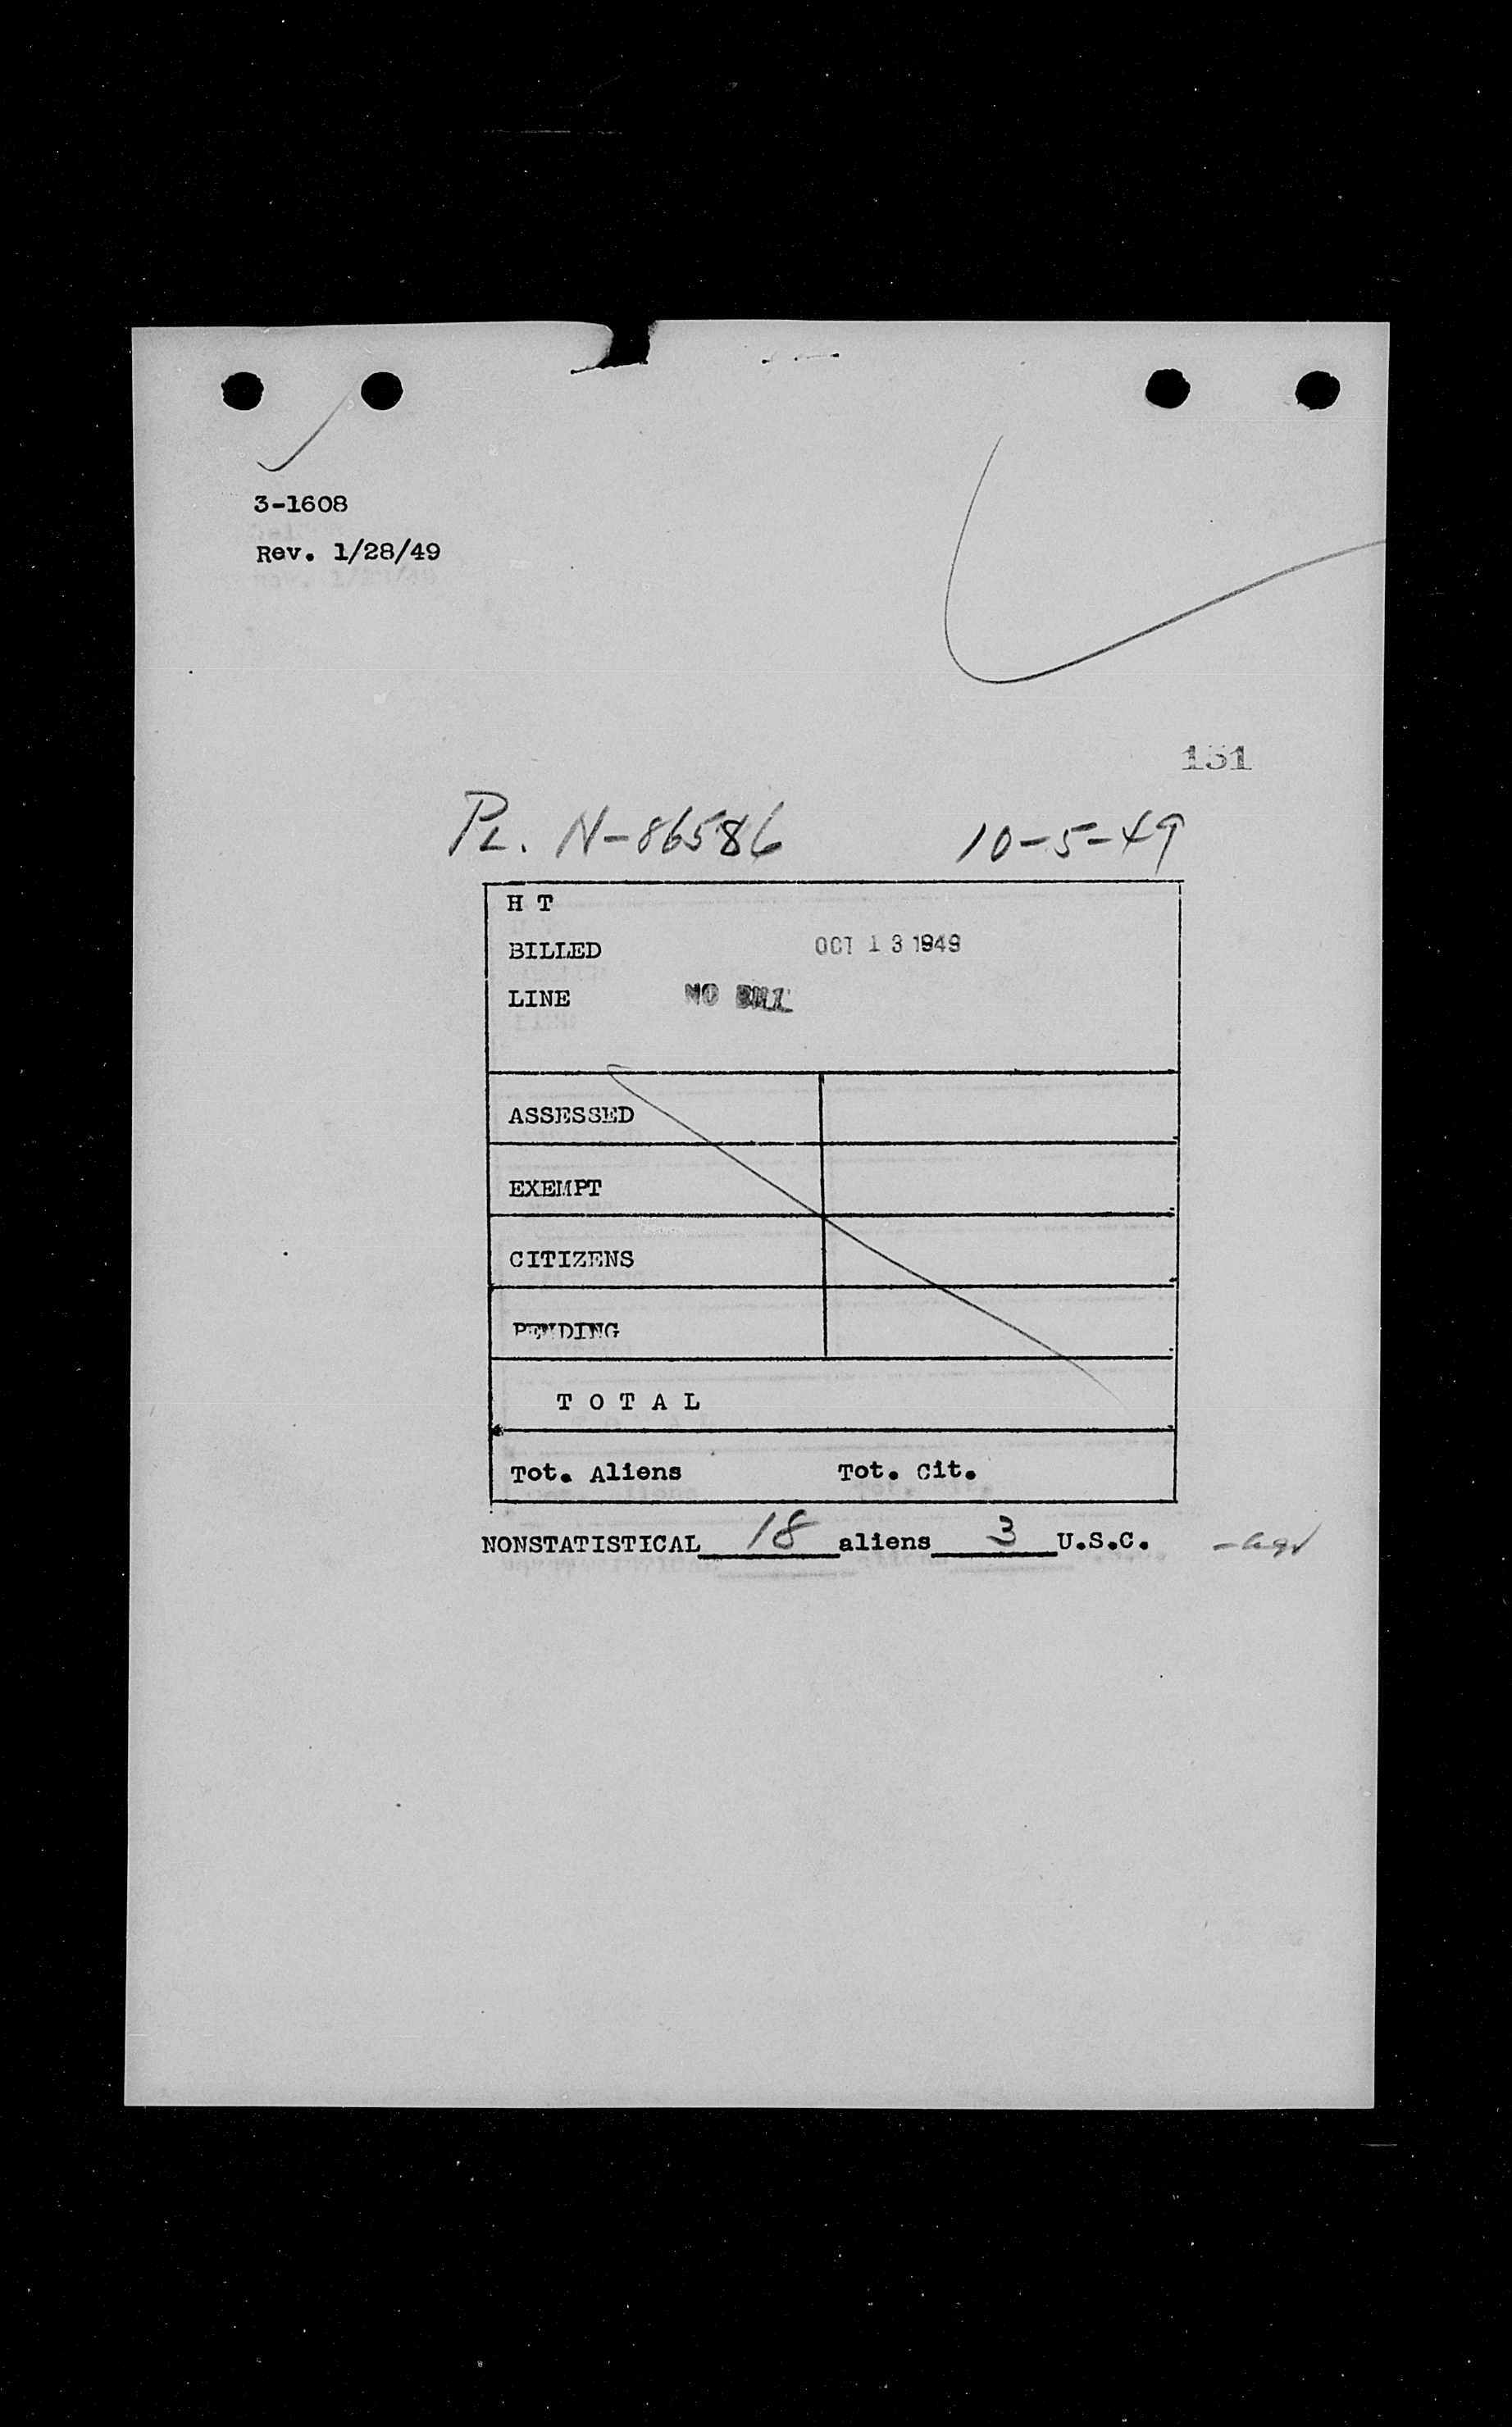 3-1608
Rev. 1/28/49
131
PL. N-86586 10-5-49
H T
BILLED OCT 13 1949
LINE NO BILL
ASSESSED
EXEMPT
CITIZENS
PENDING
T O T A L
Tot. Aliens Tot. Cit.
NONSTATISTICAL 18 aliens 3 U.S.C.